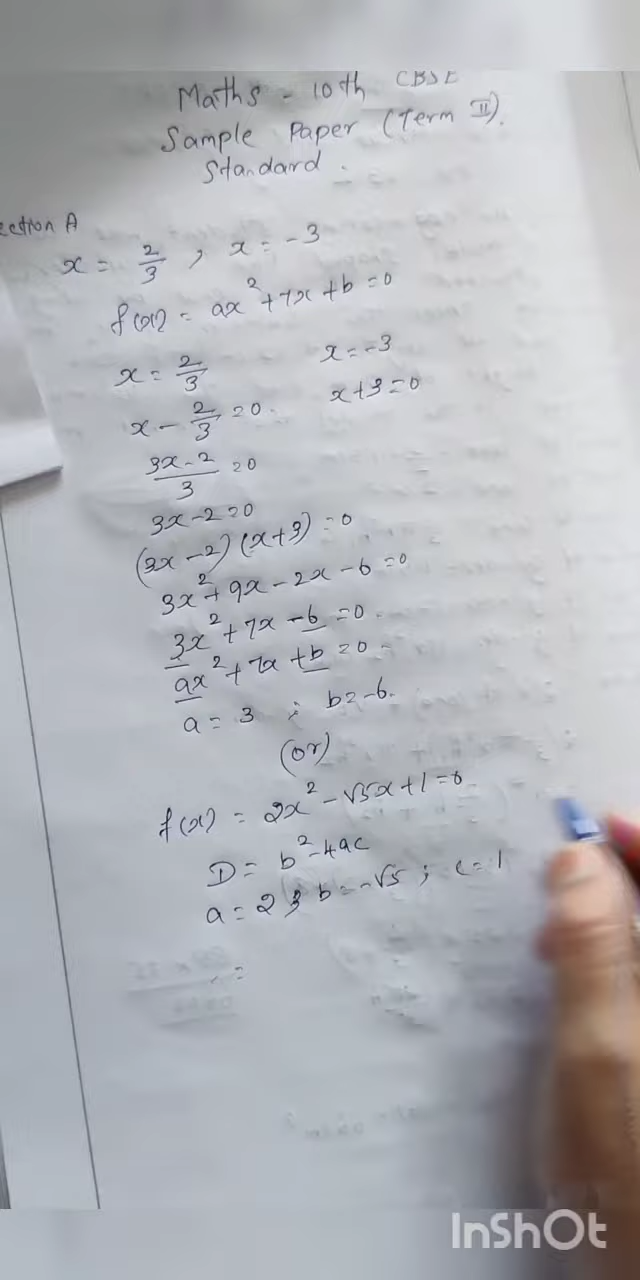 Maths - 10th CBSE
Sample Paper (Term II).
Standard.
ection A
x = 2/3 , x = -3
f(x) = ax² + 7x + b = 0
x = 2/3 x = -3
x - 2/3 = 0. x + 3 = 0
3x-2/3 = 0
3x - 2 = 0
(3x - 2) (x + 3) = 0
3x² + 9x - 2x - 6 = 0
3x² + 7x - 6 = 0.
ax² + 7x + b = 0
a = 3 ; b = -6.
(or)
f(x) = 2x² - √5x + 1 = 0
D = b² - 4ac
a = 2 ; b = -√5 ; c = 1
=
InShOt